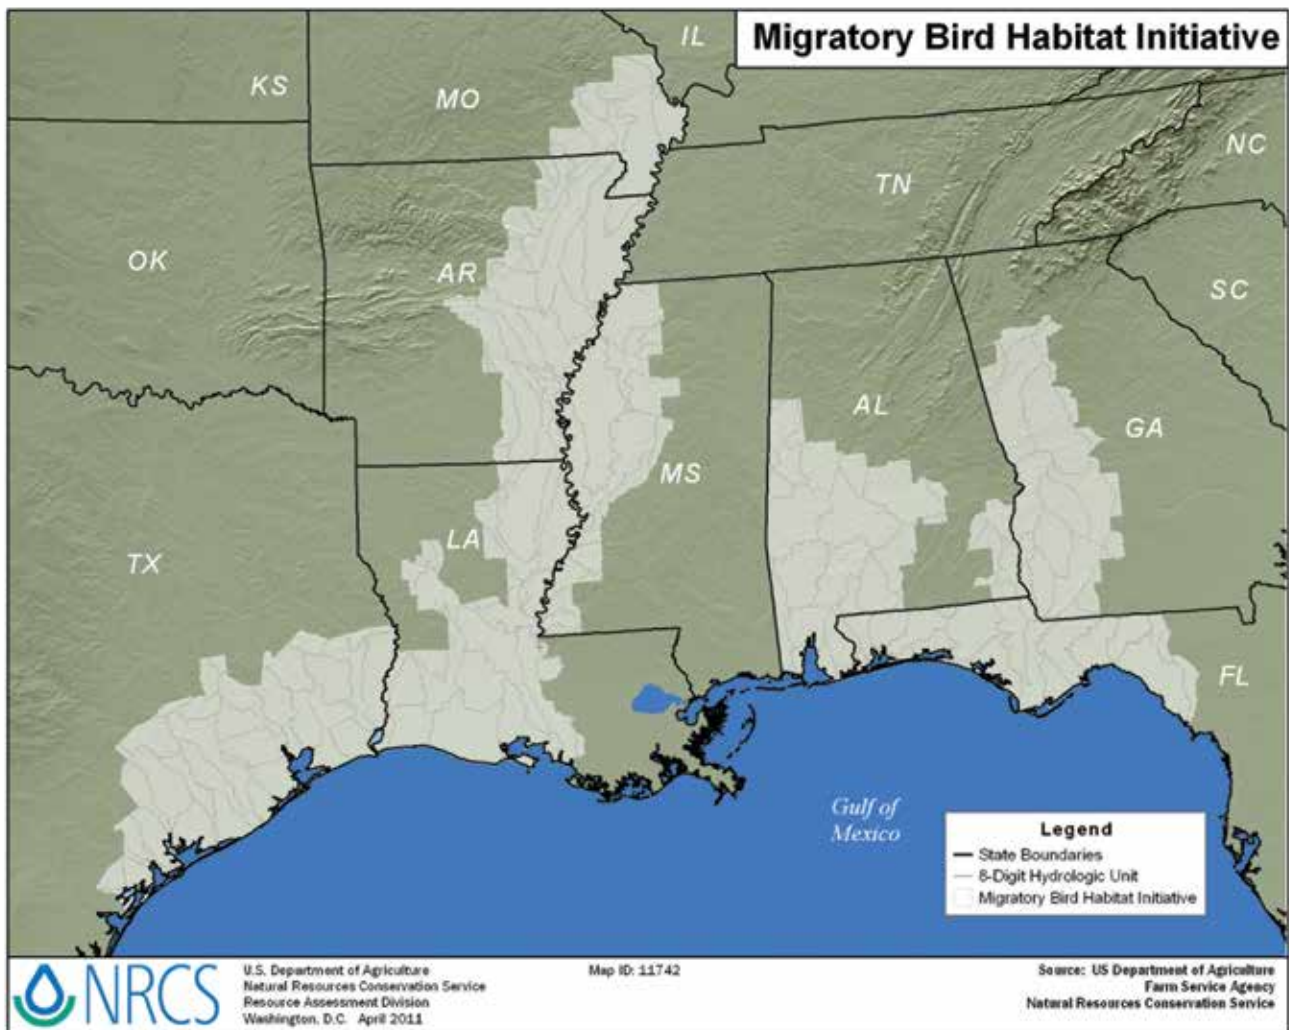 Migratory Bird Habitat Initiative
IL
KS
MO
NC
TN
OK
AR
SC
AL
GA
MS
LA
TX
FL
Gulf of
Mexico
Legend
State Boundaries
8-Digit Hydrologic Unit
Migratory Bird Habitat Initiative
NRCS
U.S. Department of Agriculture
Natural Resources Conservation Service
Resource Assessment Division
Washington, D.C. April 2011
Map ID: 11742
Source: US Department of Agriculture
Farm Service Agency
Natural Resources Conservation Service